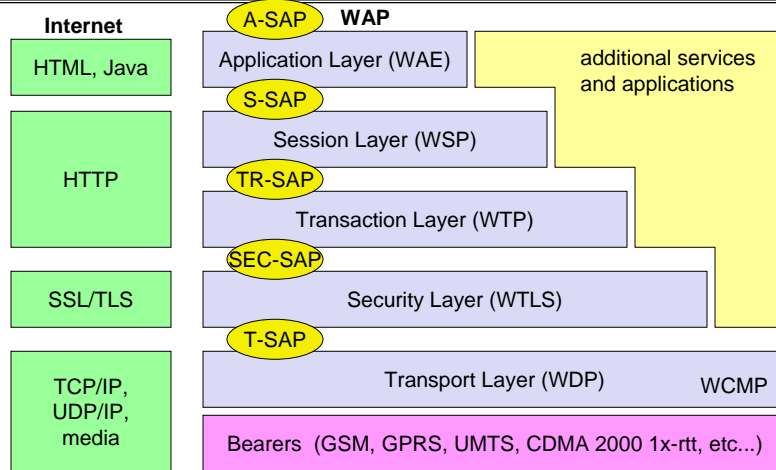 Internet
WAP
HTML, Java
HTTP
SSL/TLS
TCP/IP,
UDP/IP,
media
A-SAP
Application Layer (WAE)
S-SAP
Session Layer (WSP)
TR-SAP
Transaction Layer (WTP)
SEC-SAP
Security Layer (WTLS)
T-SAP
Transport Layer (WDP)
WCMP
Bearers (GSM, GPRS, UMTS, CDMA 2000 1x-rtt, etc...)
additional services
and applications